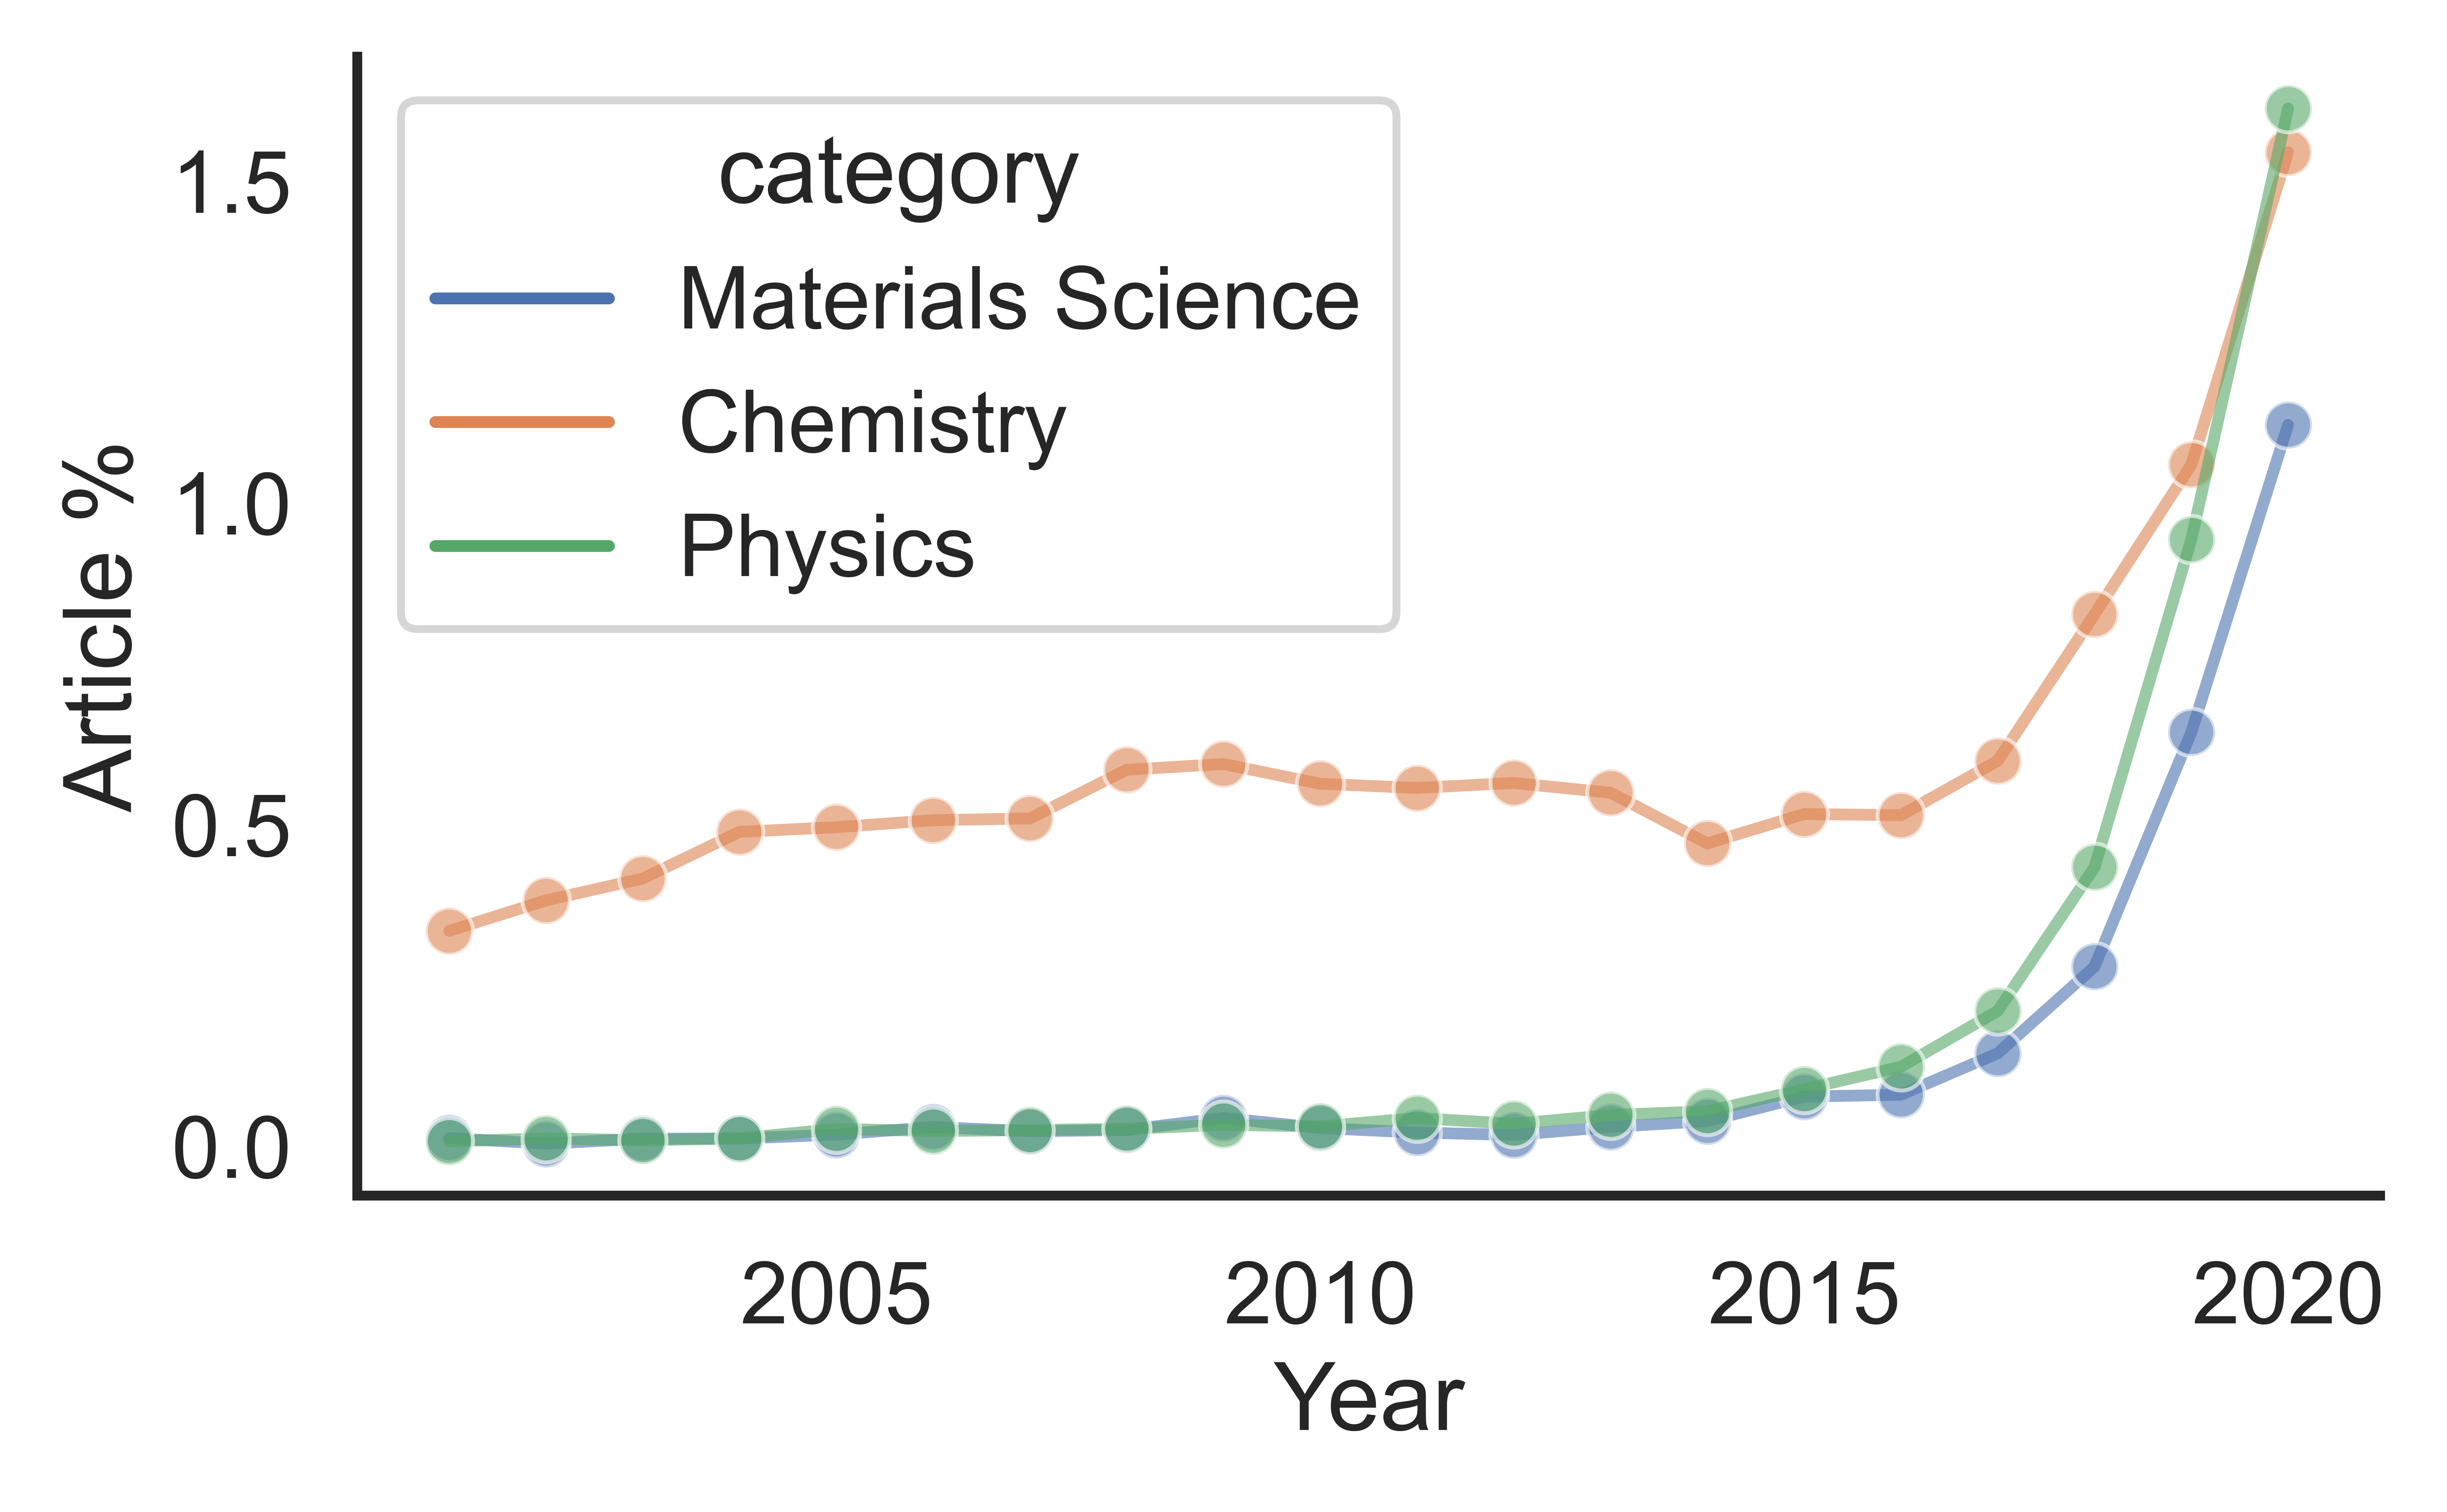 category
Materials Science
Chemistry
Physics
Article %
1.5
1.0
0.5
0.0
2005 2010 2015 2020
Year